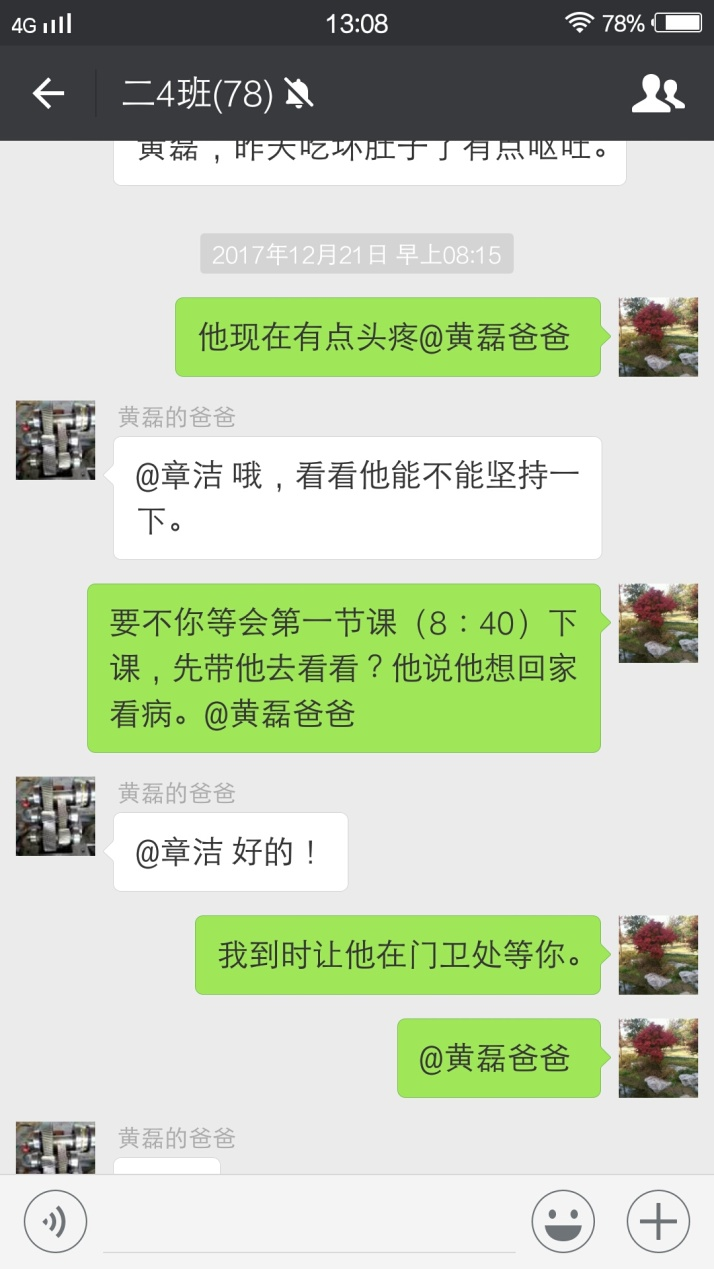 4G
13:08
78%
二4班(78)
黄磊，昨天吃坏肚子了有点呕吐。
2017年12月21日 早上08:15
他现在有点头疼@黄磊爸爸
黄磊的爸爸
@章洁 哦，看看他能不能坚持一
下。
要不你等会第一节课（8：40）下
课，先带他去看看？他说他想回家
看病。@黄磊爸爸
黄磊的爸爸
@章洁 好的！
我到时让他在门卫处等你。
@黄磊爸爸
黄磊的爸爸